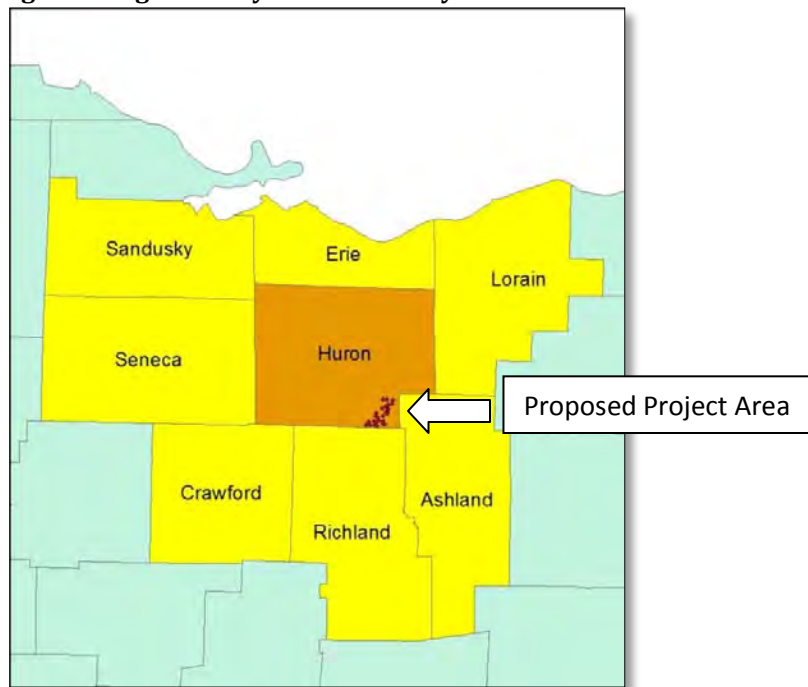 Sandusky
Erie
Lorain
Seneca
Huron
Proposed Project Area
Crawford
Ashland
Richland